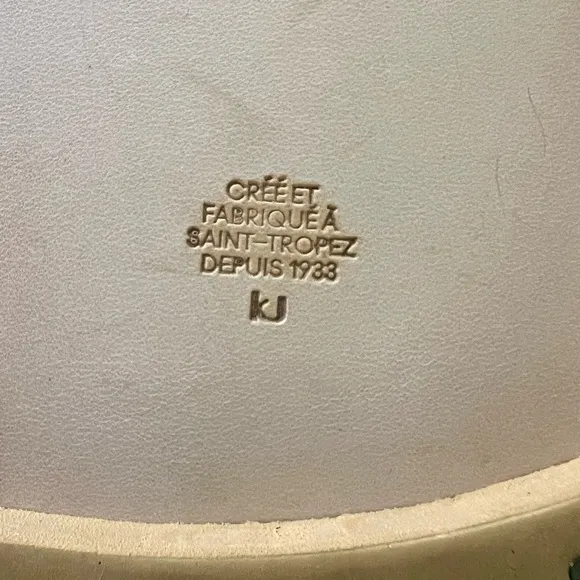 CRÉÉ ET
FABRIQUÉ À
SAINT-TROPEZ
DEPUIS 1933
KJ